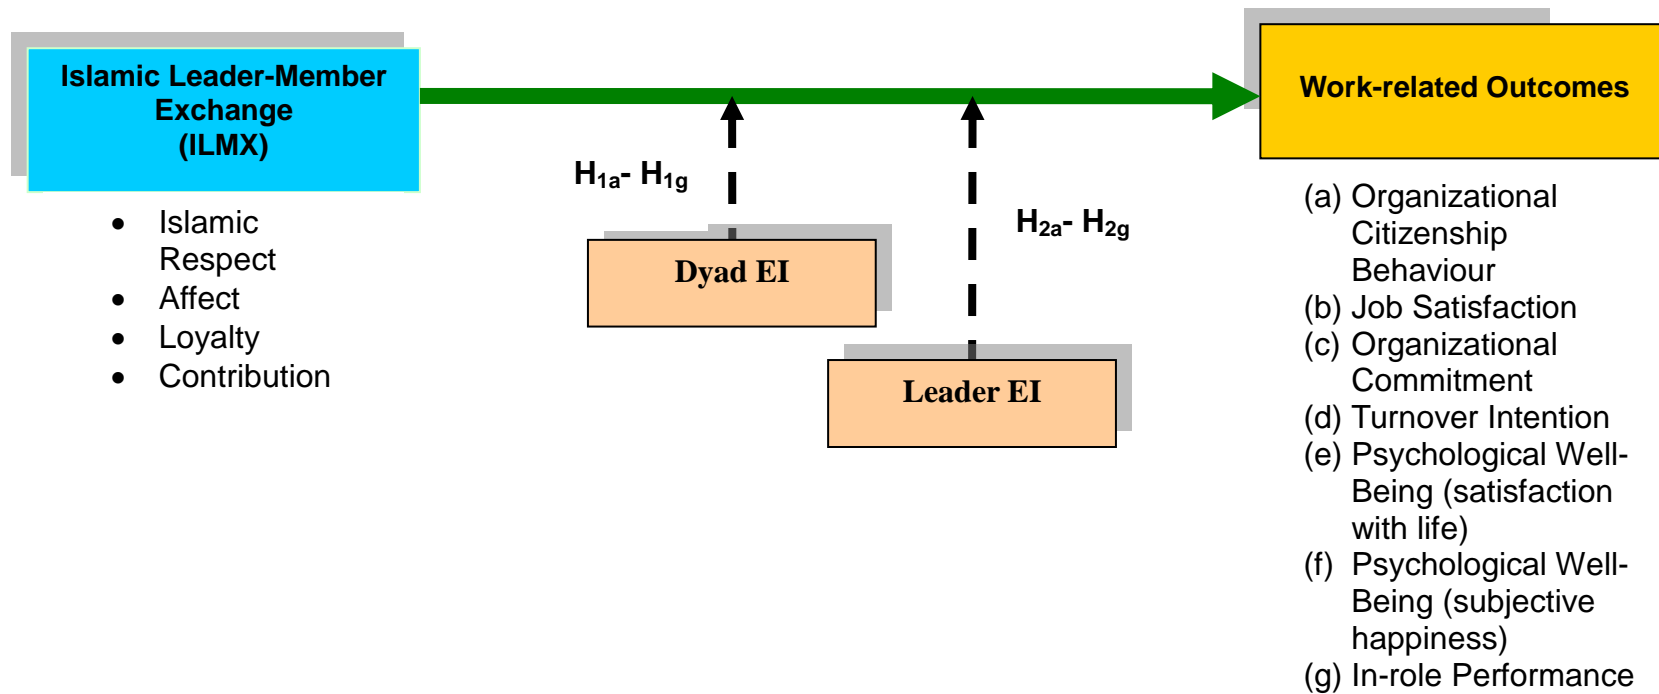 Islamic Leader-Member
Exchange
(ILMX)
• Islamic
Respect
• Affect
• Loyalty
• Contribution
H1a- H1g
Dyad EI
H2a- H2g
Leader EI
Work-related Outcomes
(a) Organizational
Citizenship
Behaviour
(b) Job Satisfaction
(c) Organizational
Commitment
(d) Turnover Intention
(e) Psychological Well-
Being (satisfaction
with life)
(f) Psychological Well-
Being (subjective
happiness)
(g) In-role Performance